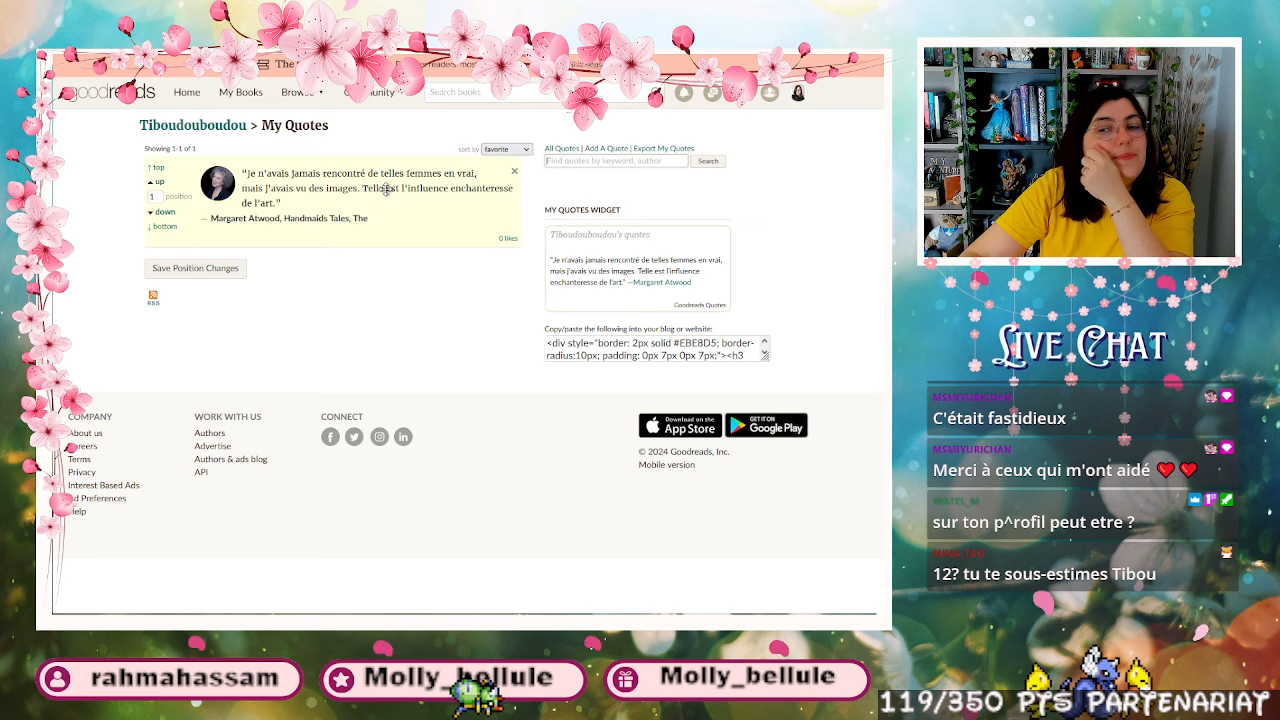 The
readers' most
goodreads
Home
My Books
Search books
Tiboudouboudou > My Quotes
Showing 1-1 of 1
sort by
favorite
↑ top
up
1 position
down
↓ bottom
“Je n'avais jamais rencontré de telles femmes en vrai,
mais j'avais vu des images. Telle est l'influence enchanteresse
de l'art.”
— Margaret Atwood, Handmaids Tales, The
0 likes
Save Position Changes
RSS
All Quotes | Add A Quote | Export My Quotes
Find quotes by keyword, author
Search
MY QUOTES WIDGET
Tiboudouboudou's quotes
"Je n'avais jamais rencontré de telles femmes en vrai,
mais j'avais vu des images. Telle est l'influence
enchanteresse de l'art." —Margaret Atwood
Goodreads Quotes
Copy/paste the following into your blog or website:
<div style="border: 2px solid #EBE8D5; border-
radius:10px; padding: 0px 7px 0px 7px;"><h3
COMPANY
About us
Careers
Terms
Privacy
Interest Based Ads
Ad Preferences
Help
WORK WITH US
Authors
Advertise
Authors & ads blog
API
CONNECT
Download on the
App Store
GET IT ON
Google Play
© 2024 Goodreads, Inc.
Mobile version
LIVE CHAT
MSMIYURICHAN
C'était fastidieux
MSMIYURICHAN
Merci à ceux qui m'ont aidé
sur ton p^rofil peut etre ?
12? tu te sous-estimes Tibou
rahmahassam
Molly_bellule
Molly_bellule
119/350 PTS PARTENARIAT